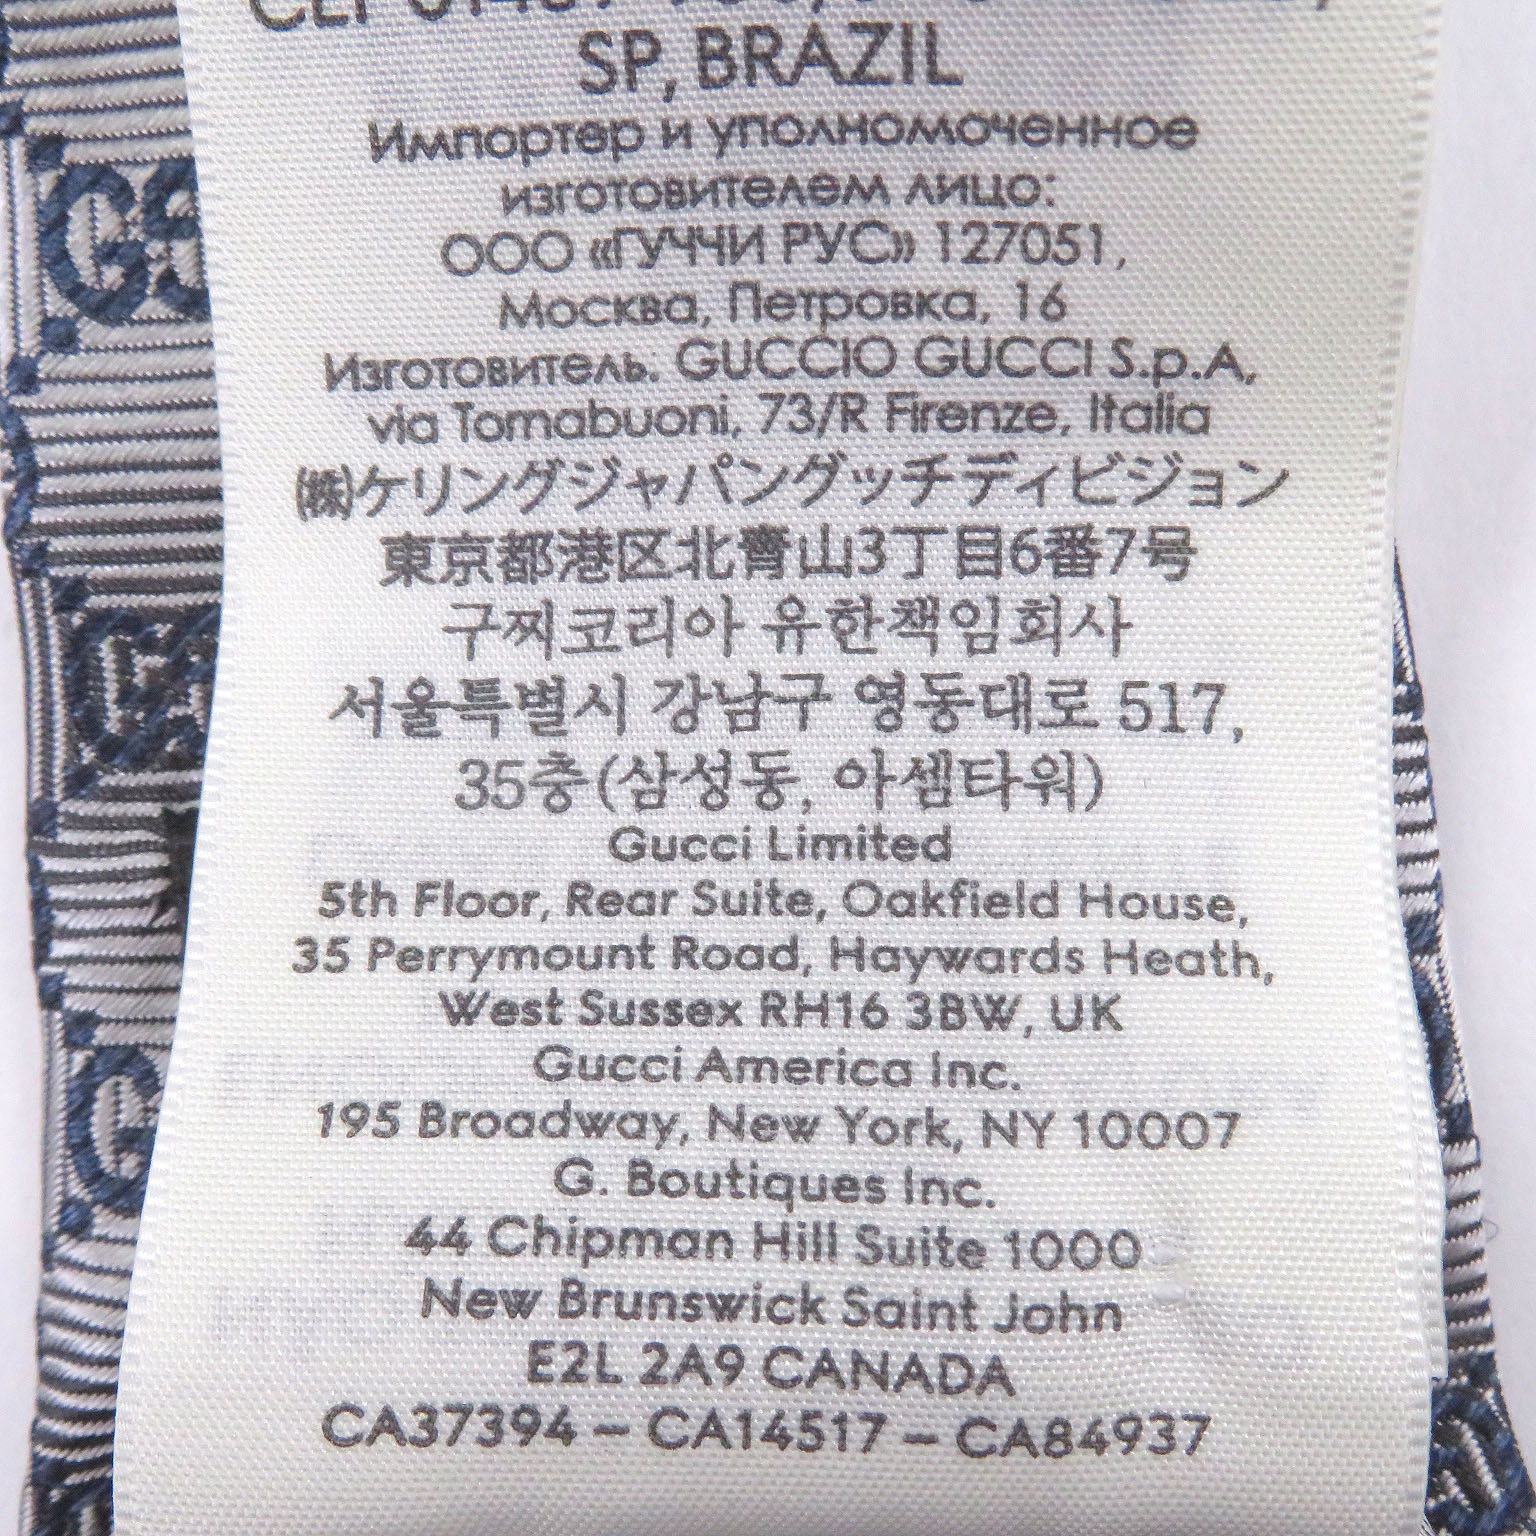 SP, BRAZIL
Импортер и уполномоченное
изготовителем лицо:
ООО «ГУЧЧИ РУС» 127051,
Москва, Петровка, 16
Изготовитель: GUCCIO GUCCI S.p.A,
via Tornabuoni, 73/R Firenze, Italia
㈱ケリングジャパングッチディビジョン
東京都港区北青山3丁目6番7号
구찌코리아 유한책임회사
서울특별시 강남구 영동대로 517,
35층(삼성동, 아셈타워)
Gucci Limited
5th Floor, Rear Suite, Oakfield House,
35 Perrymount Road, Haywards Heath,
West Sussex RH16 3BW, UK
Gucci America Inc.
195 Broadway, New York, NY 10007
G. Boutiques Inc.
44 Chipman Hill Suite 1000
New Brunswick Saint John
E2L 2A9 CANADA
CA37394 – CA14517 – CA84937